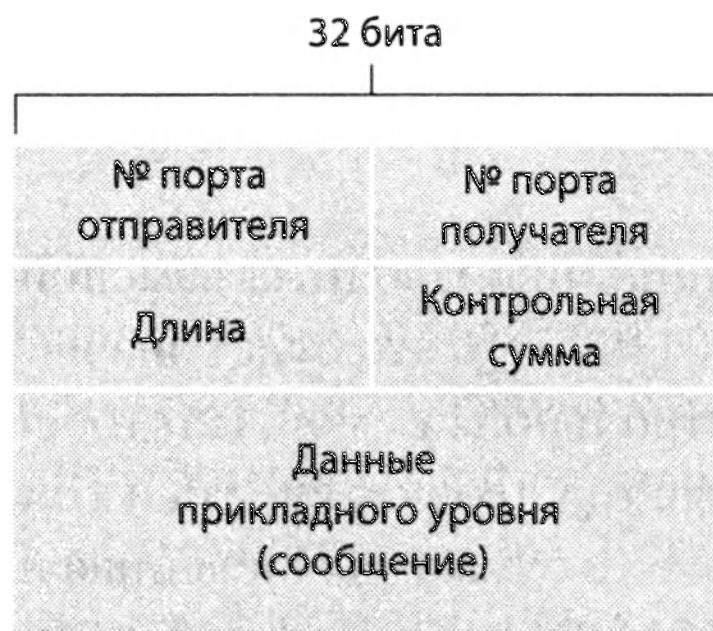 32 бита
№ порта
отправителя
№ порта
получателя
Длина
Контрольная
сумма
Данные
прикладного уровня
(сообщение)